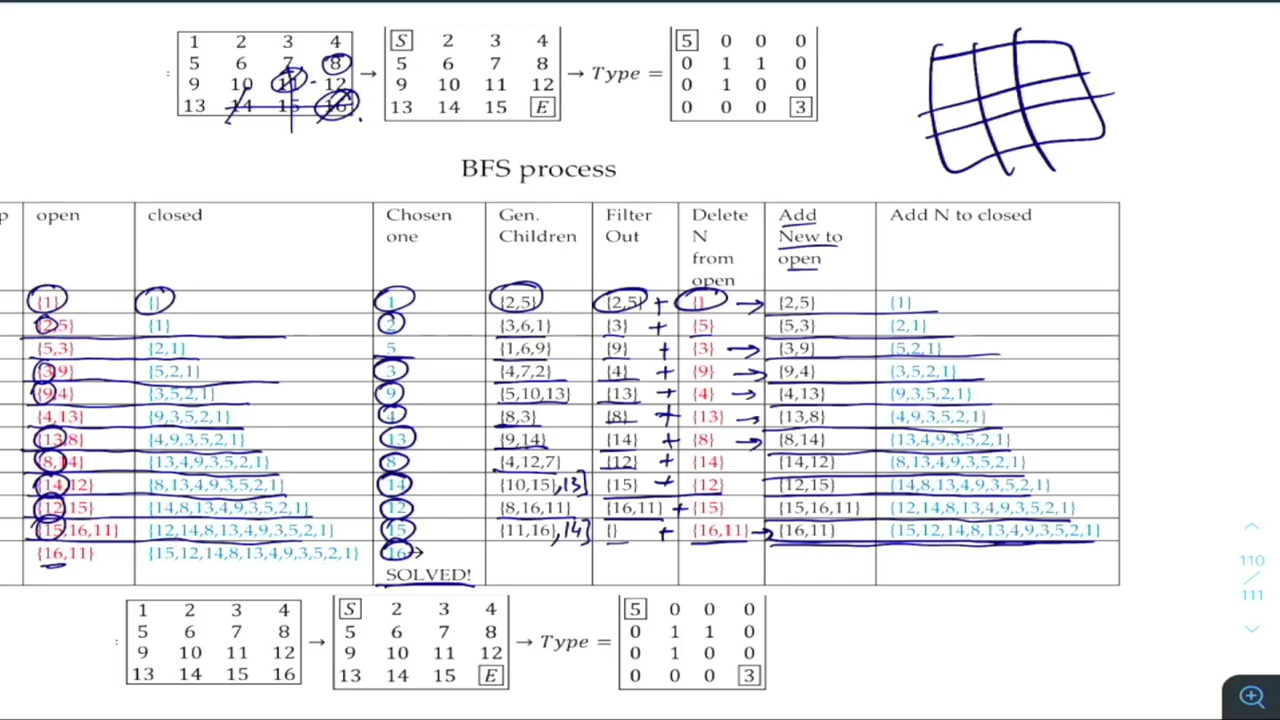 1 2 3 4 S 2 3 4 5 0 0 0
: 5 6 7 8 → 5 6 7 8 → Type = 0 1 1 0
9 10 11 12 9 10 11 12 0 1 0 0
13 14 15 16 13 14 15 E 0 0 0 3
BFS process
p open closed Chosen one Gen. Children Filter Out Delete N from open Add New to open Add N to closed
{1} {} 1 {2,5} {2,5} + {} → {2,5} {1}
{2,5} {1} 2 {3,6,1} {3} + {5} {5,3} {2,1}
{5,3} {2,1} 5 {1,6,9} {9} + {3} → {3,9} {5,2,1}
{3,9} {5,2,1} 3 {4,7,2} {4} + {9} → {9,4} {3,5,2,1}
{9,4} {3,5,2,1} 9 {5,10,13} {13} + {4} → {4,13} {9,3,5,2,1}
{4,13} {9,3,5,2,1} 4 {8,3} {8} + {13} → {13,8} {4,9,3,5,2,1}
{13,8} {4,9,3,5,2,1} 13 {9,14} {14} + {8} → {8,14} {13,4,9,3,5,2,1}
{8,14} {13,4,9,3,5,2,1} 8 {4,12,7} {12} + {14} {14,12} {8,13,4,9,3,5,2,1}
{14,12} {8,13,4,9,3,5,2,1} 14 {10,15},13} {15} + {12} {12,15} {14,8,13,4,9,3,5,2,1}
{12,15} {14,8,13,4,9,3,5,2,1} 12 {8,16,11} {16,11} + {15} {15,16,11} {12,14,8,13,4,9,3,5,2,1}
{15,16,11} {12,14,8,13,4,9,3,5,2,1} 15 {11,16},14} {} + {16,11} → {16,11} {15,12,14,8,13,4,9,3,5,2,1}
{16,11} {15,12,14,8,13,4,9,3,5,2,1} 16 →
SOLVED!
1 2 3 4 S 2 3 4 5 0 0 0
: 5 6 7 8 → 5 6 7 8 → Type = 0 1 1 0
9 10 11 12 9 10 11 12 0 1 0 0
13 14 15 16 13 14 15 E 0 0 0 3
110
/
111